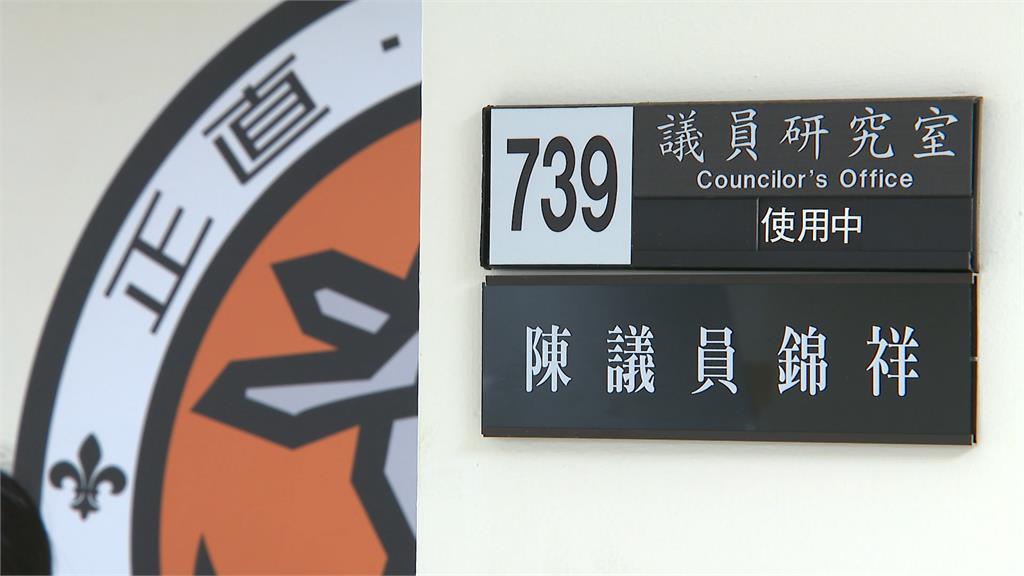 正直·
739
議員研究室
Councilor's Office
使用中
陳議員錦祥